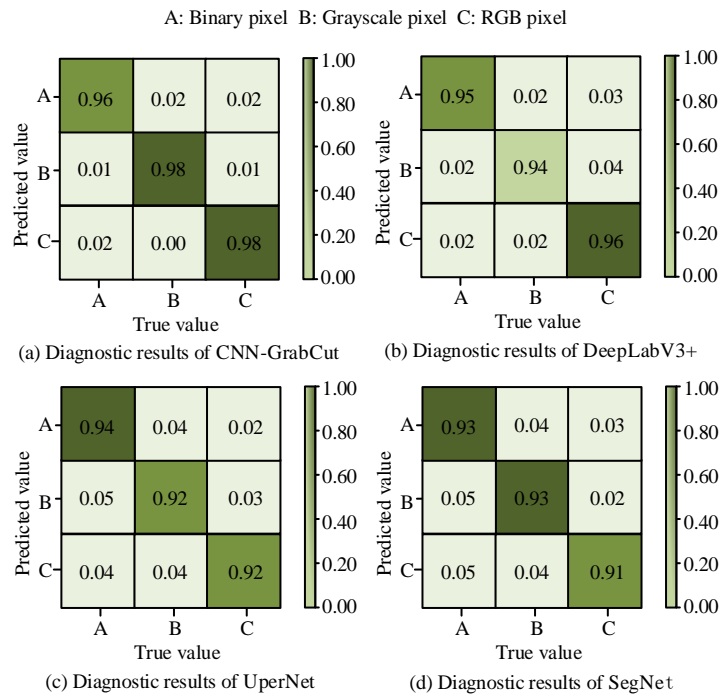 A: Binary pixel B: Grayscale pixel C: RGB pixel
Predicted value
A
B
C
0.96 0.02 0.02
0.01 0.98 0.01
0.02 0.00 0.98
A B C
True value
1.00
0.80
0.60
0.40
0.20
0.00
(a) Diagnostic results of CNN-GrabCut
Predicted value
A
B
C
0.95 0.02 0.03
0.02 0.94 0.04
0.02 0.02 0.96
A B C
True value
1.00
0.80
0.60
0.40
0.20
0.00
(b) Diagnostic results of DeepLabV3+
Predicted value
A
B
C
0.94 0.04 0.02
0.05 0.92 0.03
0.04 0.04 0.92
A B C
True value
1.00
0.80
0.60
0.40
0.20
0.00
(c) Diagnostic results of UperNet
Predicted value
A
B
C
0.93 0.04 0.03
0.05 0.93 0.02
0.05 0.04 0.91
A B C
True value
1.00
0.80
0.60
0.40
0.20
0.00
(d) Diagnostic results of SegNet